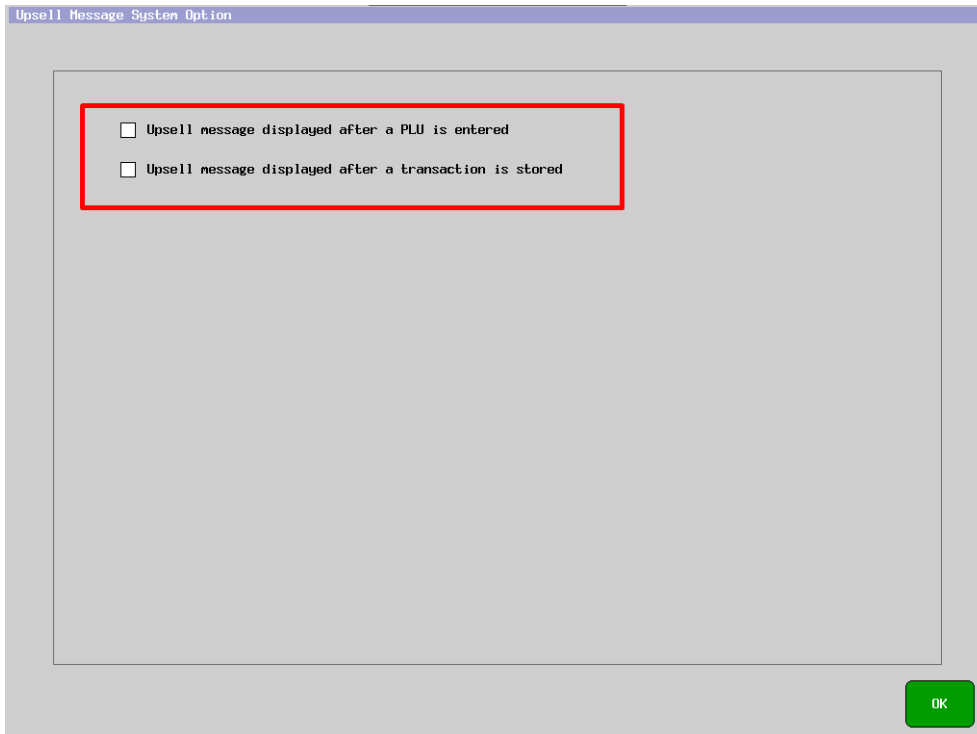 Upsell Message System Option
Upsell message displayed after a PLU is entered
Upsell message displayed after a transaction is stored
OK